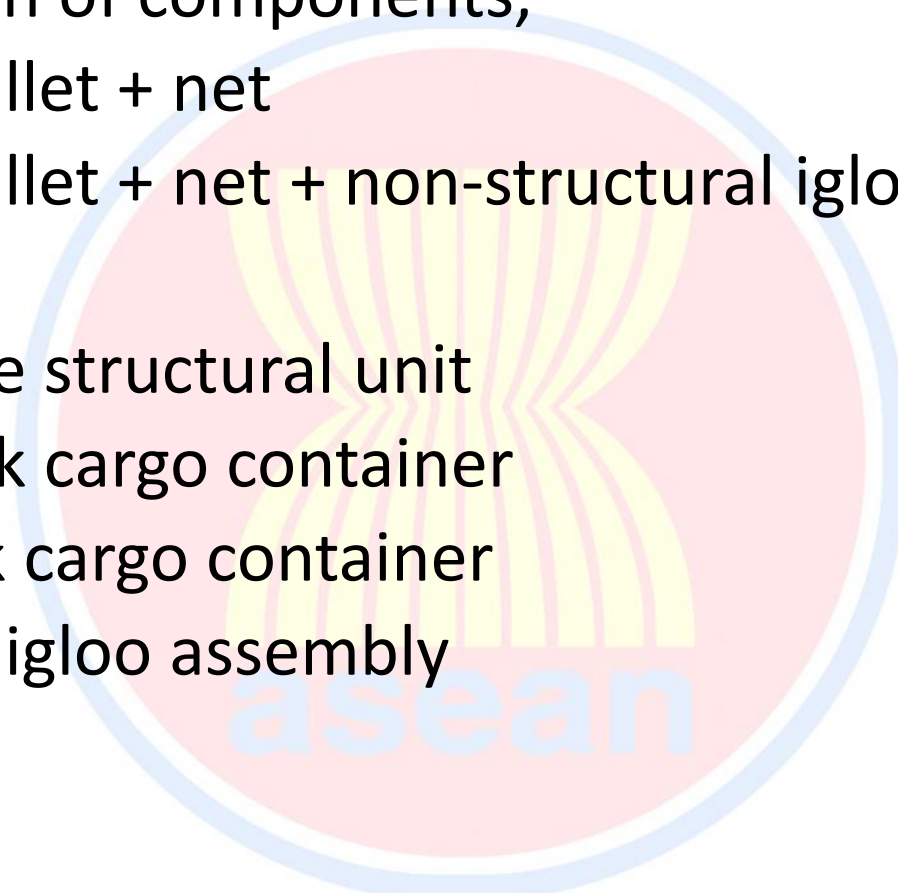 n of components,
llet + net
llet + net + non-structural iglo
e structural unit
k cargo container
k cargo container
igloo assembly
asean